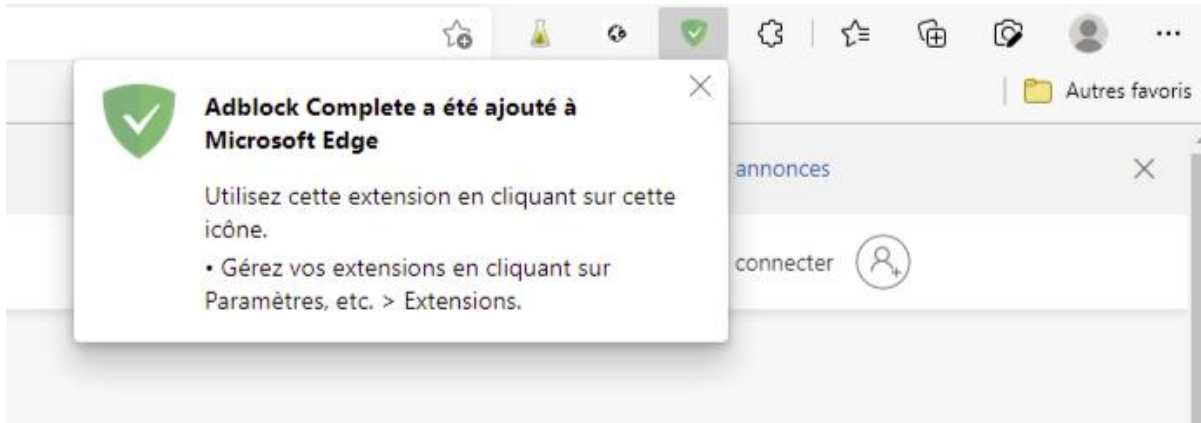 Autres favoris
Adblock Complete a été ajouté à
Microsoft Edge
annonces
Utilisez cette extension en cliquant sur cette
icône.
connecter
• Gérez vos extensions en cliquant sur
Paramètres, etc. > Extensions.